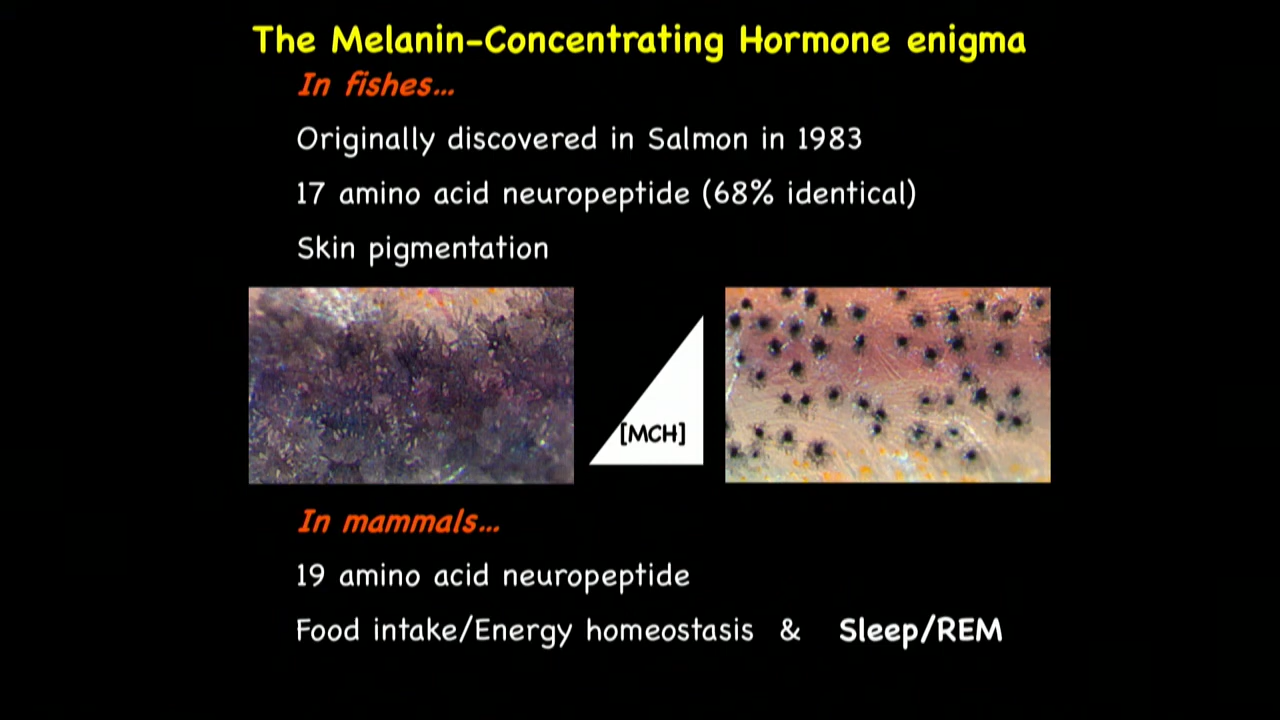 The Melanin-Concentrating Hormone enigma
In fishes...
Originally discovered in Salmon in 1983
17 amino acid neuropeptide (68% identical)
Skin pigmentation
[MCH]
In mammals...
19 amino acid neuropeptide
Food intake/Energy homeostasis & Sleep/REM